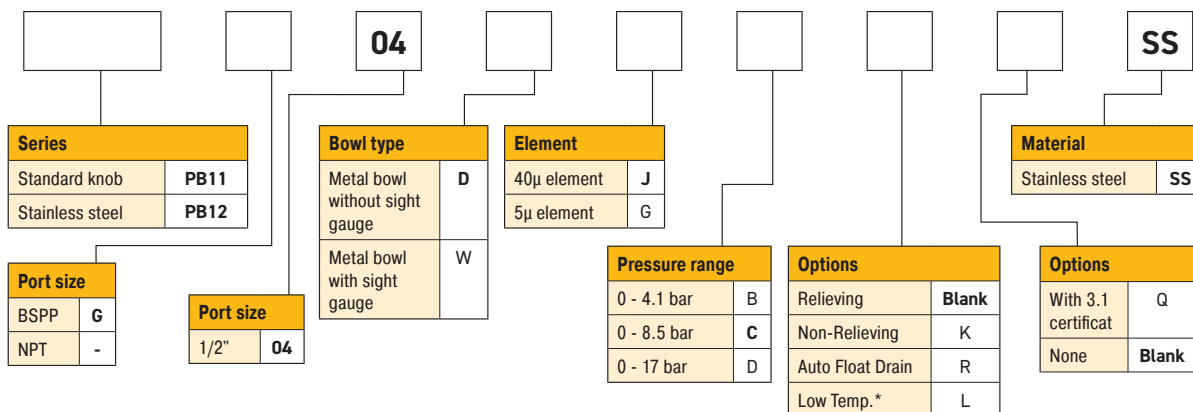 04
SS
Series
Standard knob PB11
Stainless steel PB12
Port size
BSPP G
NPT -
Port size
1/2" 04
Bowl type
Metal bowl D
without sight
gauge
Metal bowl W
with sight
gauge
Element
40µ element J
5µ element G
Pressure range
0 - 4.1 bar B
0 - 8.5 bar C
0 - 17 bar D
Options
Relieving Blank
Non-Relieving K
Auto Float Drain R
Low Temp.* L
Material
Stainless steel SS
Options
With 3.1 Q
certificat
None Blank